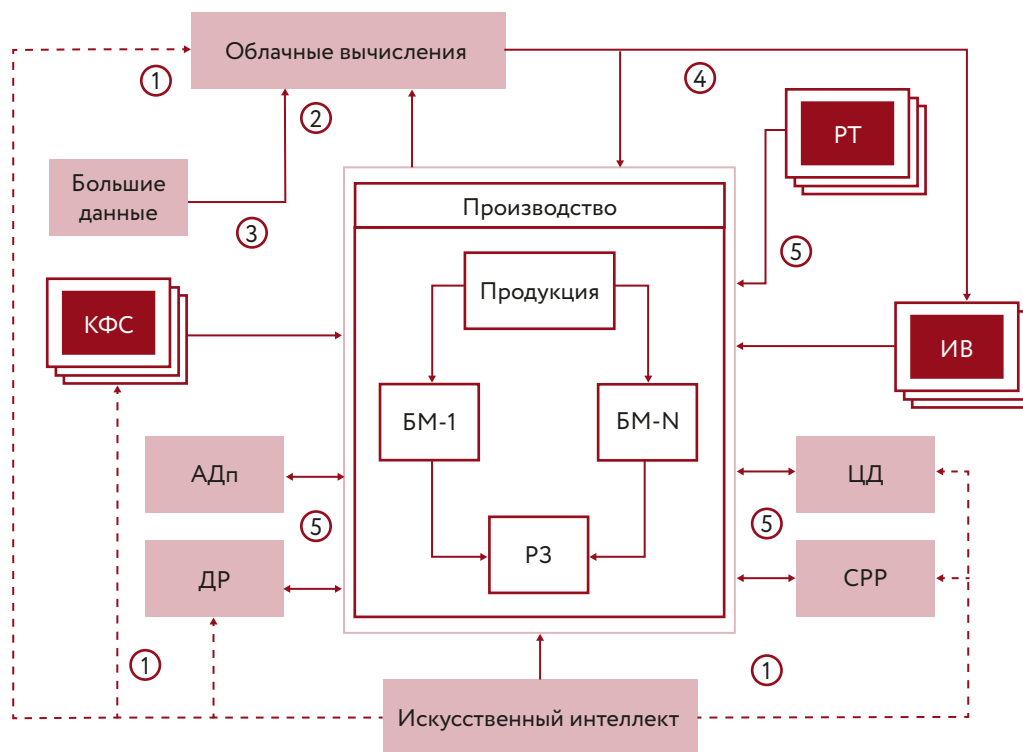 Облачные вычисления
1
2
4
РТ
Большие
данные
3
Производство
5
Продукция
КФС
ИВ
БМ-1
БМ-N
АДп
ЦД
5
5
РЗ
ДР
СРР
1
1
Искусственный интеллект